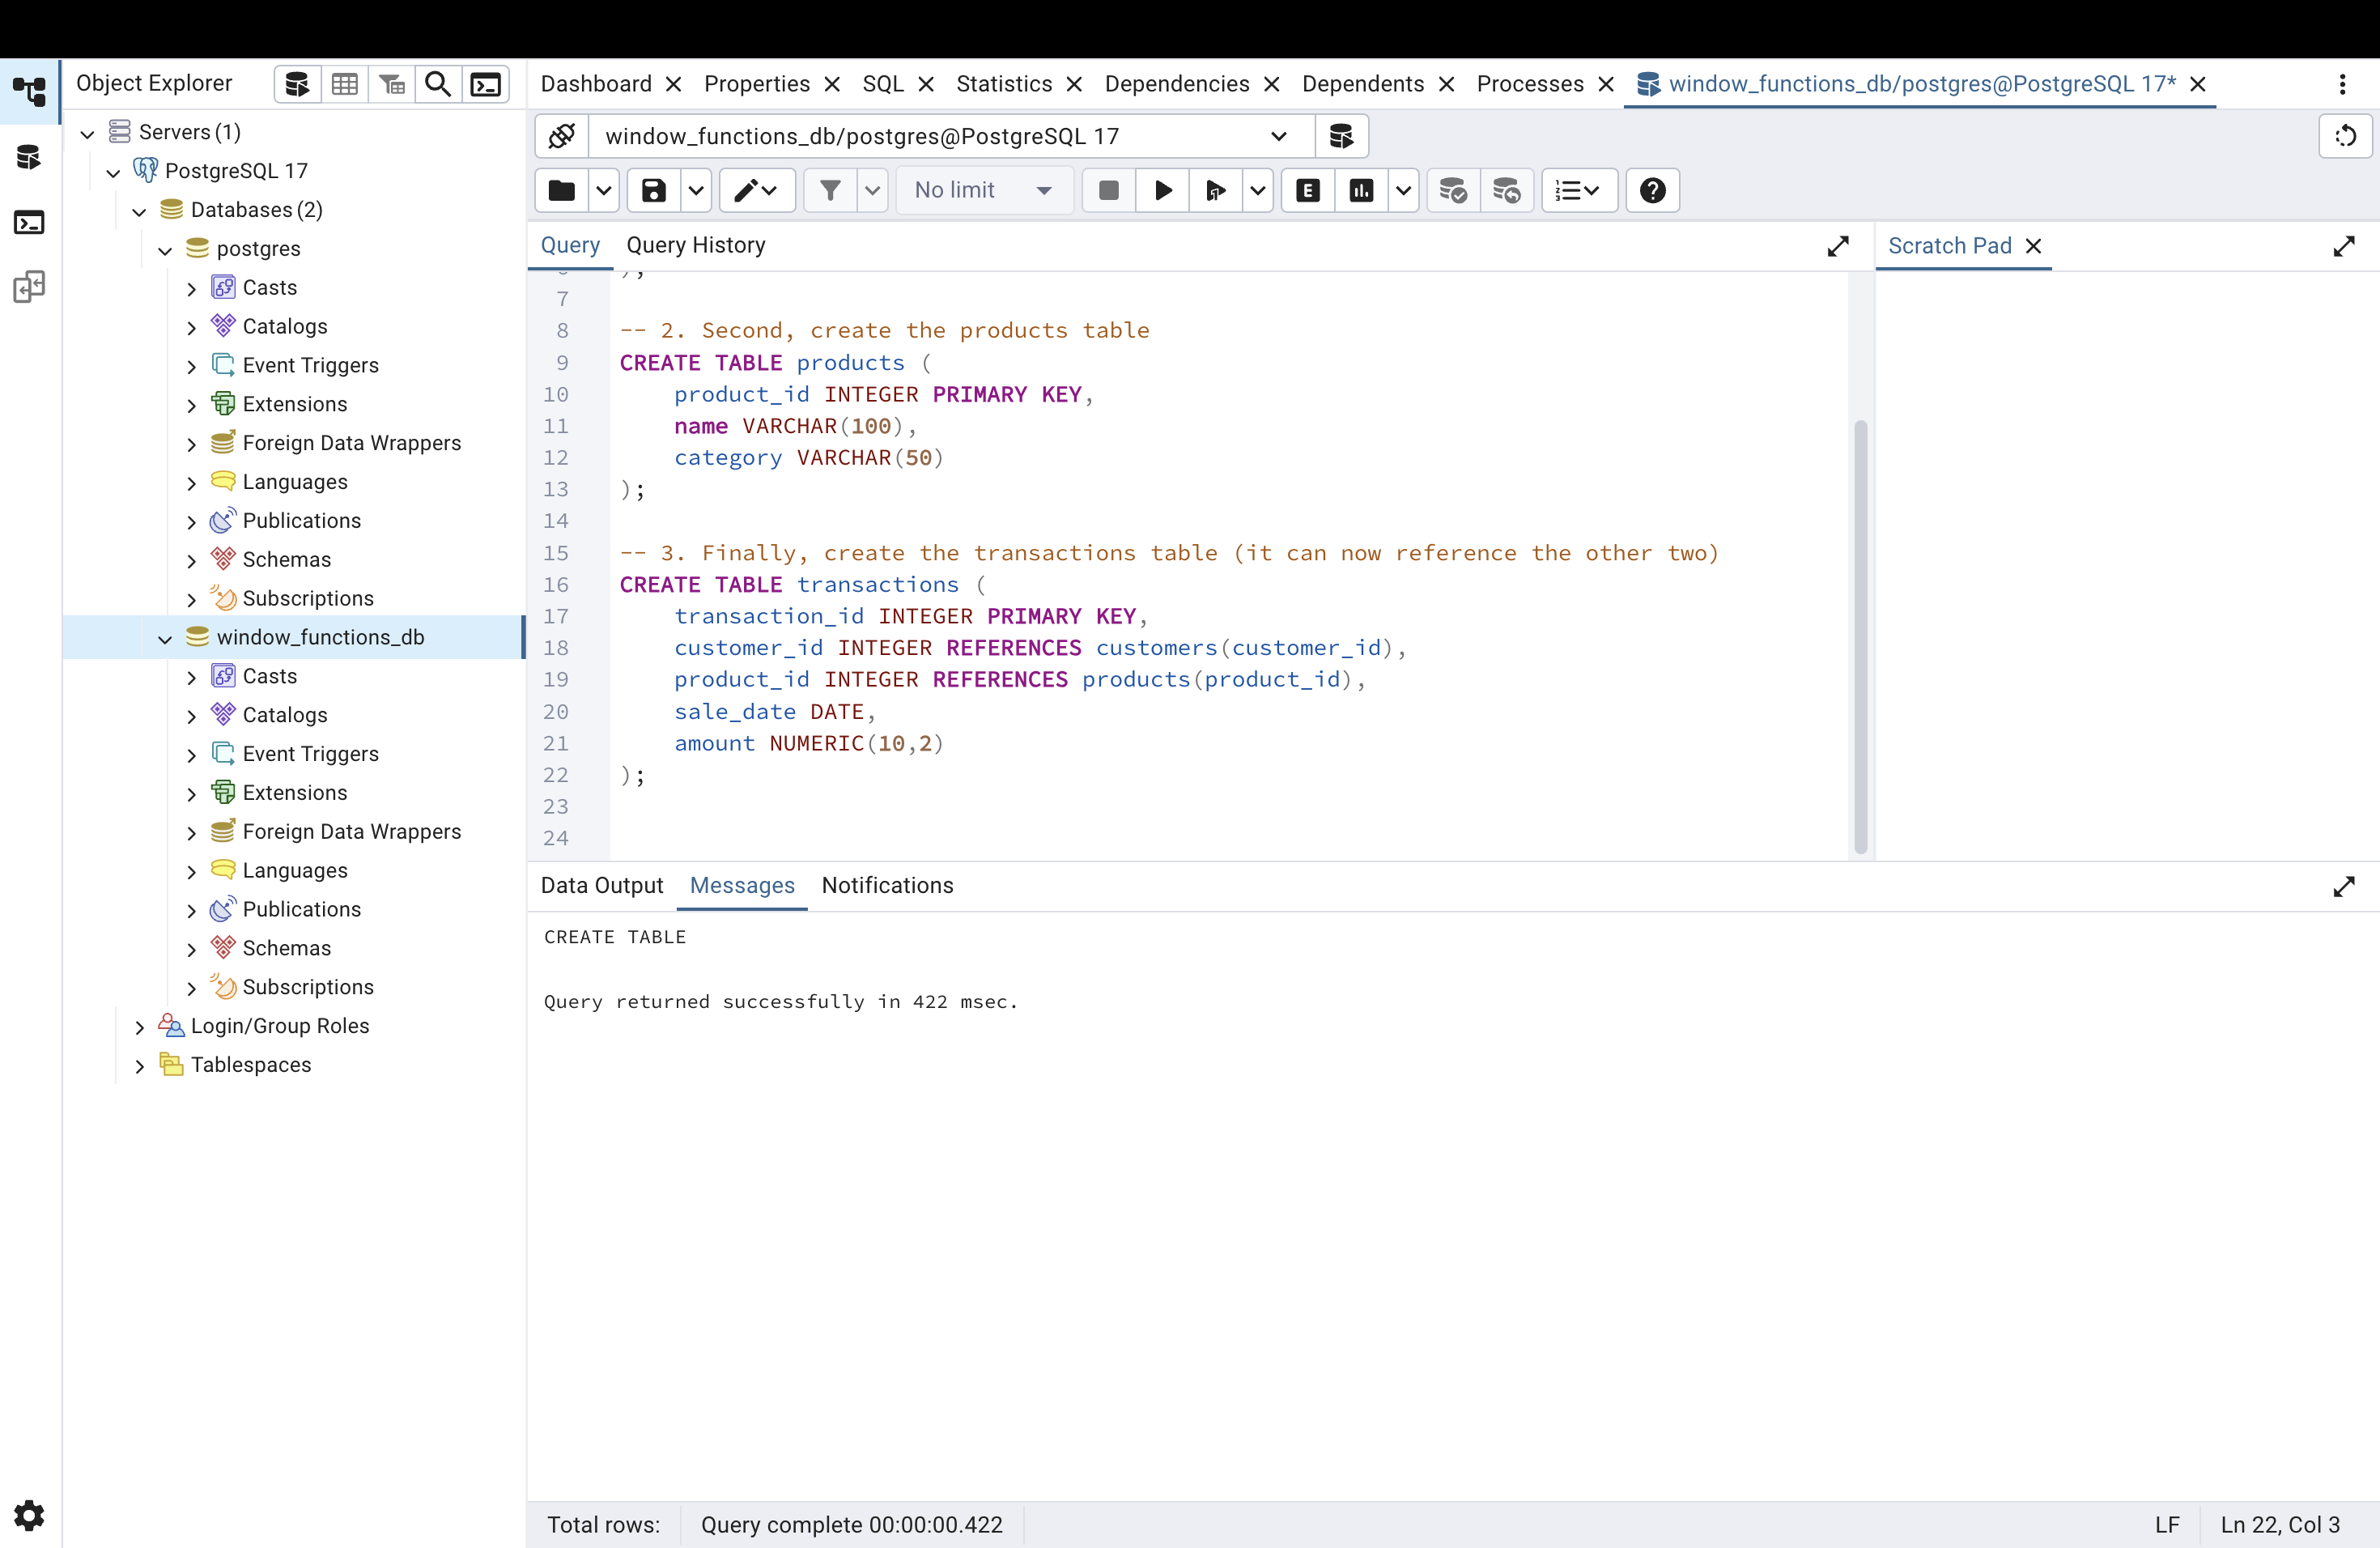 Object Explorer
Servers (1)
PostgreSQL 17
Databases (2)
postgres
Casts
Catalogs
Event Triggers
Extensions
Foreign Data Wrappers
Languages
Publications
Schemas
Subscriptions
window_functions_db
Casts
Catalogs
Event Triggers
Extensions
Foreign Data Wrappers
Languages
Publications
Schemas
Subscriptions
Login/Group Roles
Tablespaces
Dashboard Properties SQL Statistics Dependencies Dependents Processes window_functions_db/postgres@PostgreSQL 17*
window_functions_db/postgres@PostgreSQL 17
No limit E
Query Query History
Scratch Pad
7
8 -- 2. Second, create the products table
9 CREATE TABLE products (
10 product_id INTEGER PRIMARY KEY,
11 name VARCHAR(100),
12 category VARCHAR(50)
13 );
14
15 -- 3. Finally, create the transactions table (it can now reference the other two)
16 CREATE TABLE transactions (
17 transaction_id INTEGER PRIMARY KEY,
18 customer_id INTEGER REFERENCES customers(customer_id),
19 product_id INTEGER REFERENCES products(product_id),
20 sale_date DATE,
21 amount NUMERIC(10,2)
22 );
23
24
Data Output Messages Notifications
CREATE TABLE
Query returned successfully in 422 msec.
Total rows: Query complete 00:00:00.422 LF Ln 22, Col 3